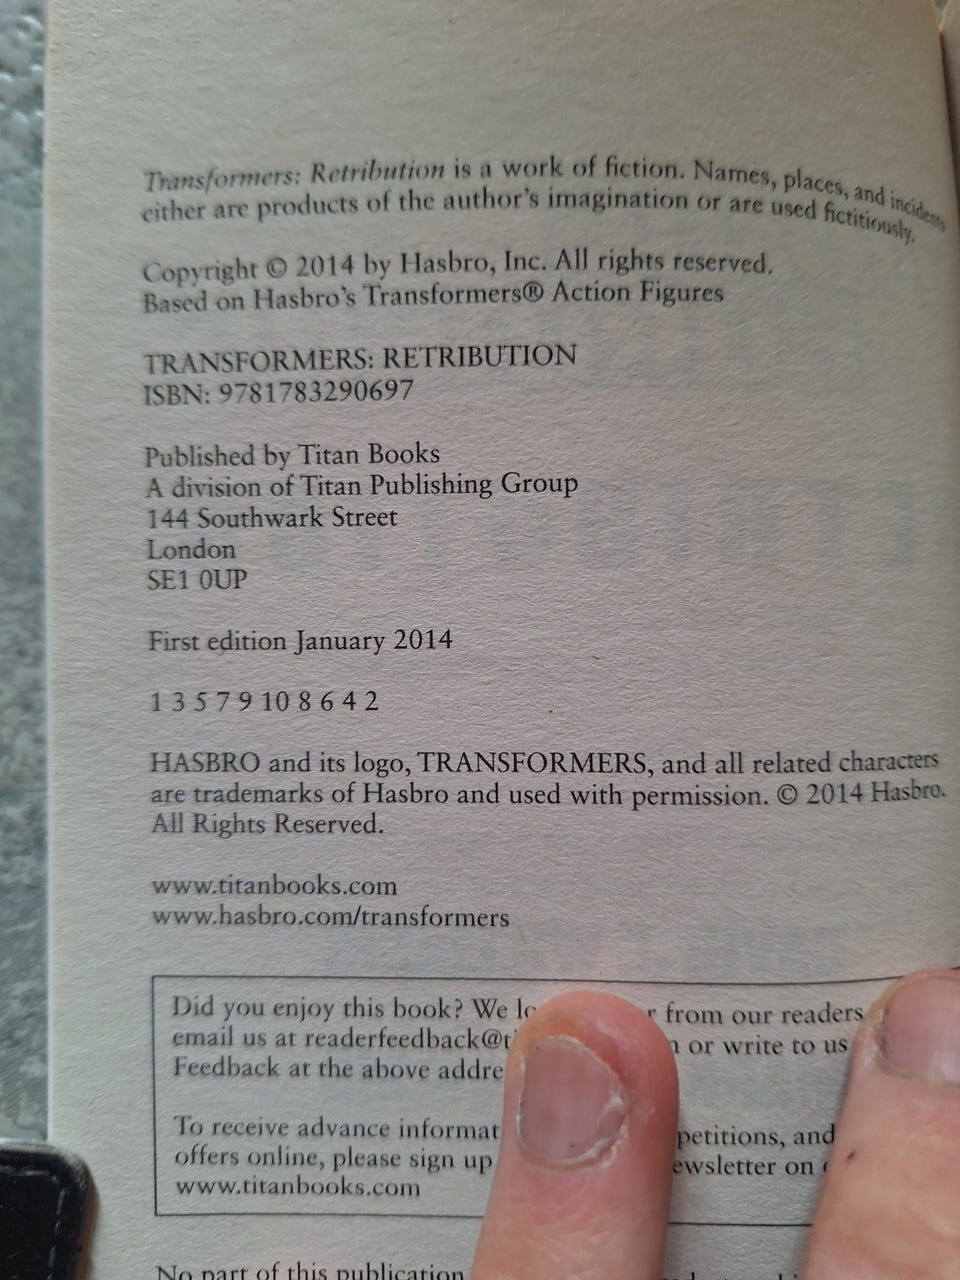 Transformers: Retribution is a work of fiction. Names, places, and incidents
either are products of the author's imagination or are used fictitiously.
Copyright © 2014 by Hasbro, Inc. All rights reserved.
Based on Hasbro's Transformers® Action Figures
TRANSFORMERS: RETRIBUTION
ISBN: 9781783290697
Published by Titan Books
A division of Titan Publishing Group
144 Southwark Street
London
SE1 0UP
First edition January 2014
1 3 5 7 9 10 8 6 4 2
HASBRO and its logo, TRANSFORMERS, and all related characters
are trademarks of Hasbro and used with permission. © 2014 Hasbro.
All Rights Reserved.
www.titanbooks.com
www.hasbro.com/transformers
Did you enjoy this book? We from our readers
email us at or write to us
Feedback at the above
To receive advance and
offers online, please sign up on
www.titanbooks.com
No part of this publication